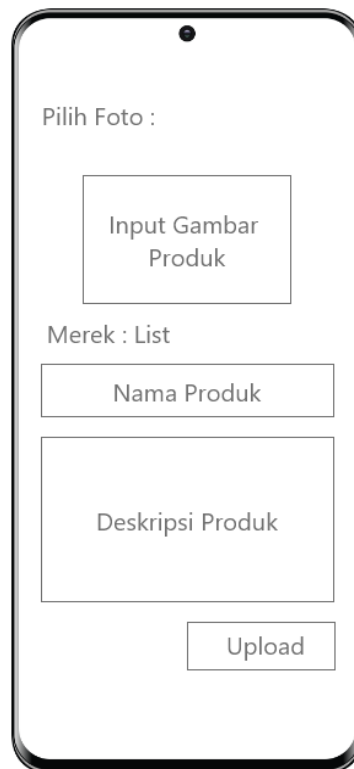 Pilih Foto :
Input Gambar
Produk
Merek : List
Nama Produk
Deskripsi Produk
Upload